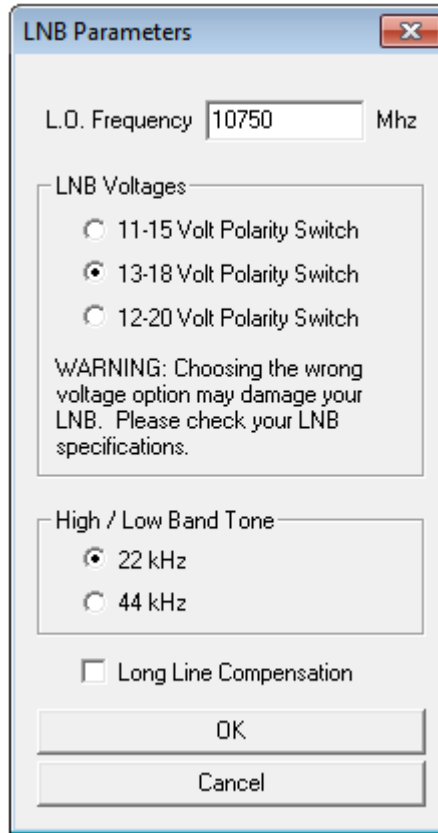 LNB Parameters
L.O. Frequency 10750 Mhz
LNB Voltages
11-15 Volt Polarity Switch
13-18 Volt Polarity Switch
12-20 Volt Polarity Switch
WARNING: Choosing the wrong
voltage option may damage your
LNB.  Please check your LNB
specifications.
High / Low Band Tone
22 kHz
44 kHz
Long Line Compensation
OK
Cancel